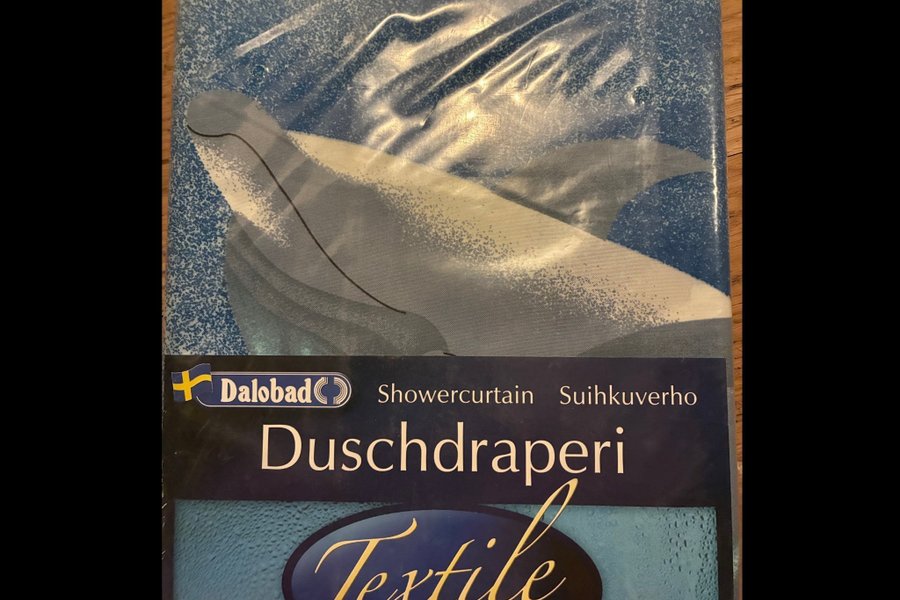 Dalobad Showercurtain Suihkuverho
Duschdraperi
Textile